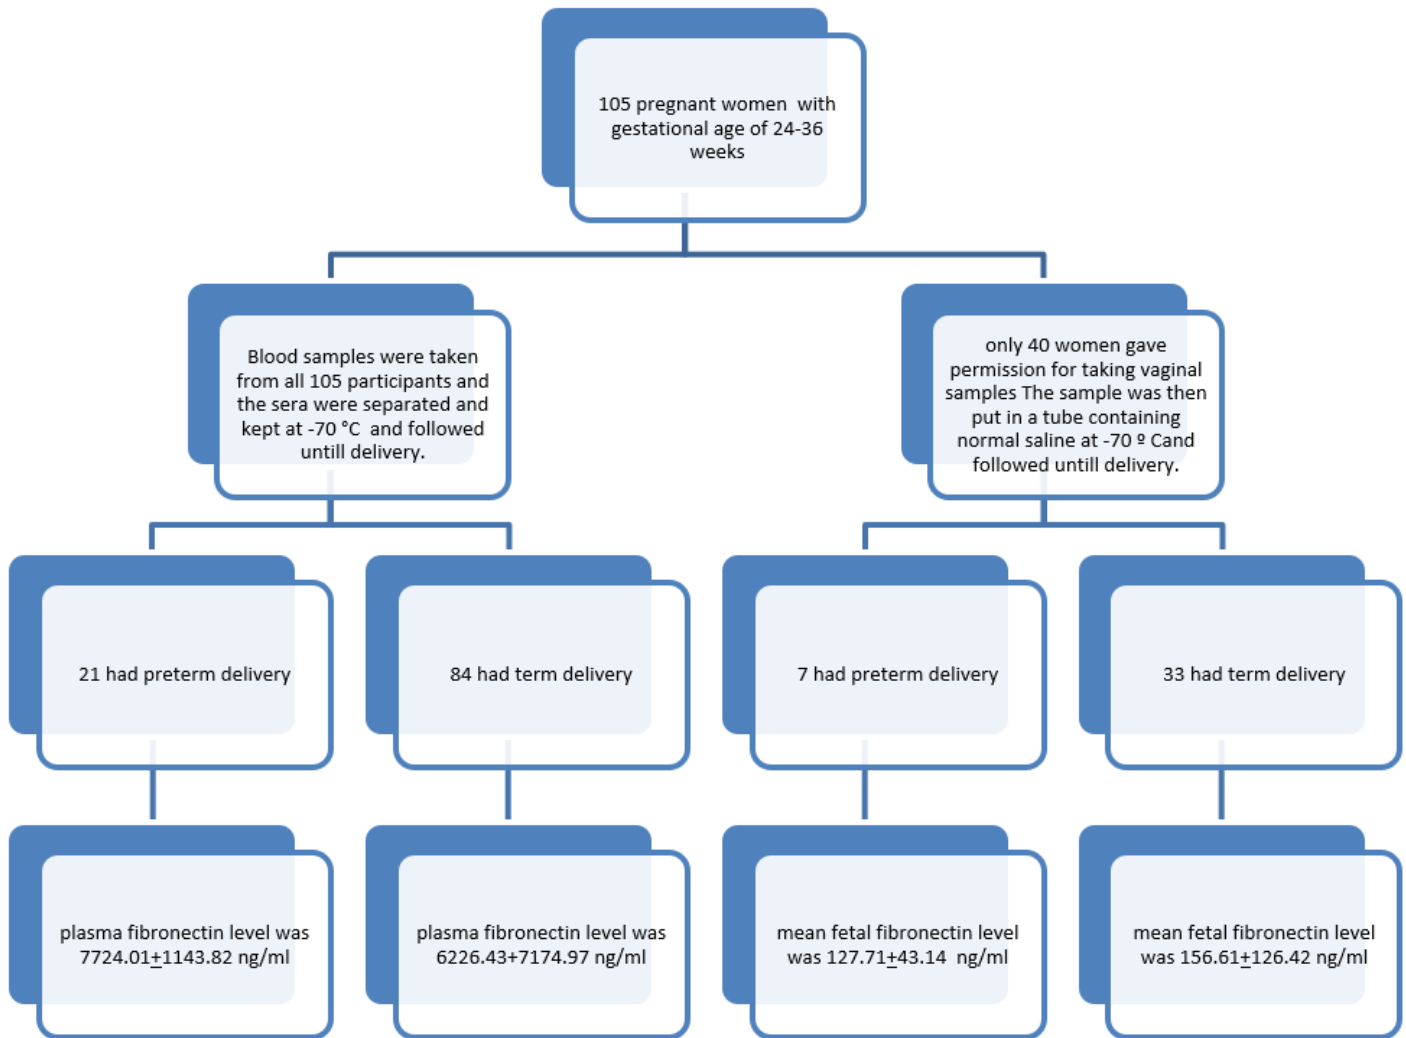 105 pregnant women with
gestational age of 24-36
weeks
Blood samples were taken
from all 105 participants and
the sera were separated and
kept at -70 °C and followed
untill delivery.
only 40 women gave
permission for taking vaginal
samples The sample was then
put in a tube containing
normal saline at -70 º Cand
followed untill delivery.
21 had preterm delivery
84 had term delivery
7 had preterm delivery
33 had term delivery
plasma fibronectin level was
7724.01+1143.82 ng/ml
plasma fibronectin level was
6226.43+7174.97 ng/ml
mean fetal fibronectin level
was 127.71+43.14 ng/ml
mean fetal fibronectin level
was 156.61+126.42 ng/ml